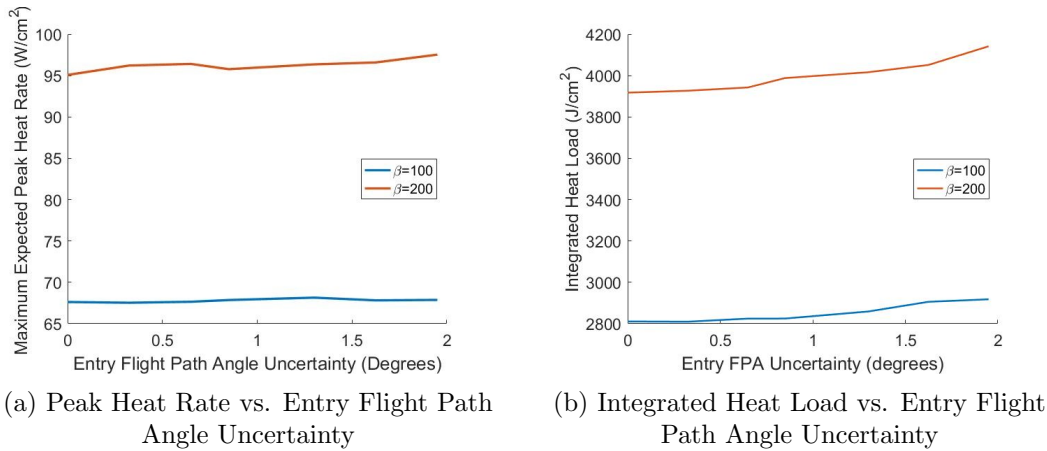 Maximum Expected Peak Heat Rate (W/cm²)
100
95
90
85
80
75
70
65
β=100
β=200
0 0.5 1 1.5 2
Entry Flight Path Angle Uncertainty (Degrees)
(a) Peak Heat Rate vs. Entry Flight Path
Angle Uncertainty
Integrated Heat Load (J/cm²)
4200
4000
3800
3600
3400
3200
3000
2800
β=100
β=200
0 0.5 1 1.5 2
Entry FPA Uncertainty (degrees)
(b) Integrated Heat Load vs. Entry Flight
Path Angle Uncertainty